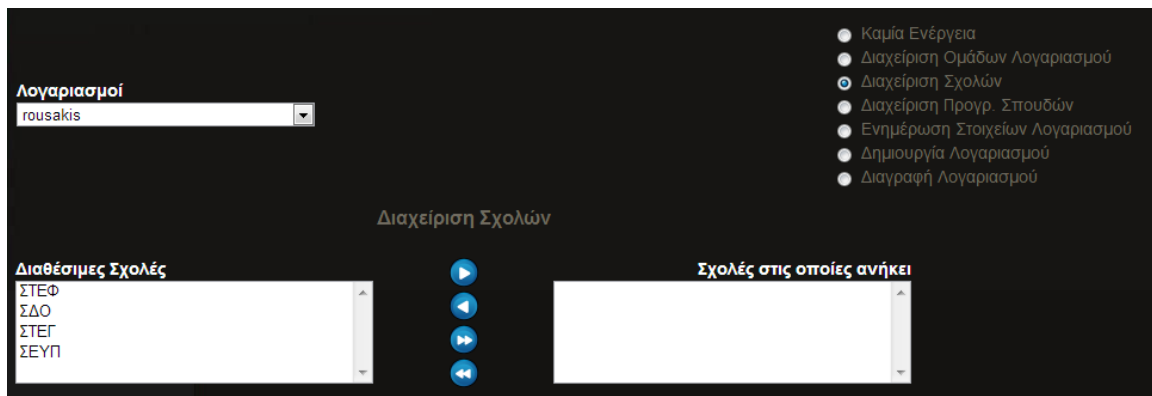 Καμία Ενέργεια
Διαχείριση Ομάδων Λογαριασμού
Διαχείριση Σχολών
Διαχείριση Προγρ. Σπουδών
Ενημέρωση Στοιχείων Λογαριασμού
Δημιουργία Λογαριασμού
Διαγραφή Λογαριασμού
Λογαριασμοί
rousakis
Διαχείριση Σχολών
Διαθέσιμες Σχολές
ΣΤΕΦ
ΣΔΟ
ΣΤΕΓ
ΣΕΥΠ
Σχολές στις οποίες ανήκει